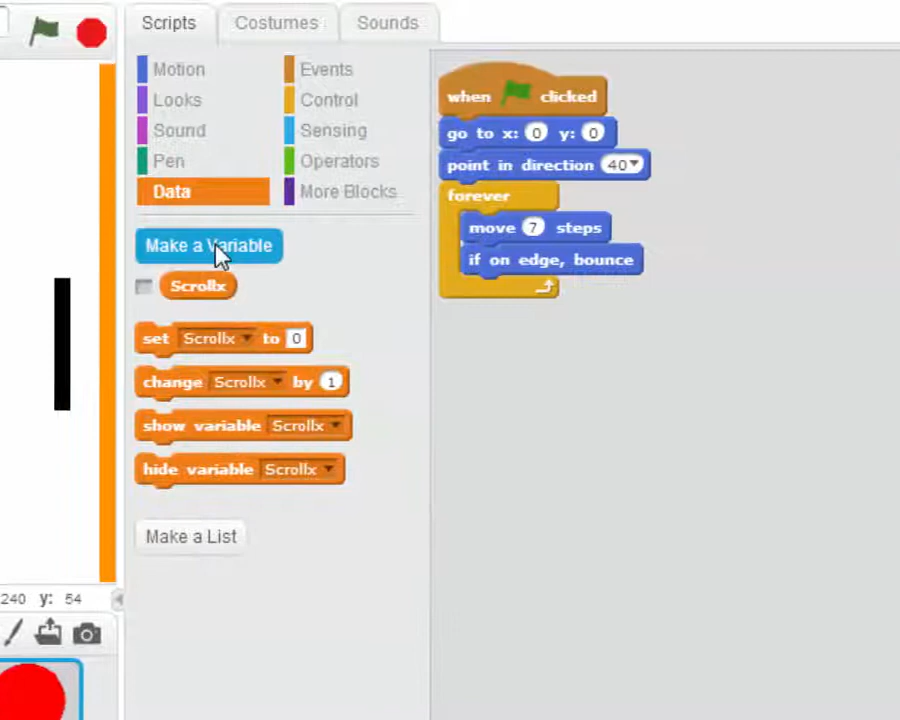 Scripts Costumes Sounds
Motion Events
Looks Control
Sound Sensing
Pen Operators
Data More Blocks
Make a Variable
Scrollx
set Scrollx to 0
change Scrollx by 1
show variable Scrollx
hide variable Scrollx
Make a List
when clicked
go to x: 0 y: 0
point in direction 40
forever
move 7 steps
if on edge, bounce
240 y: 54